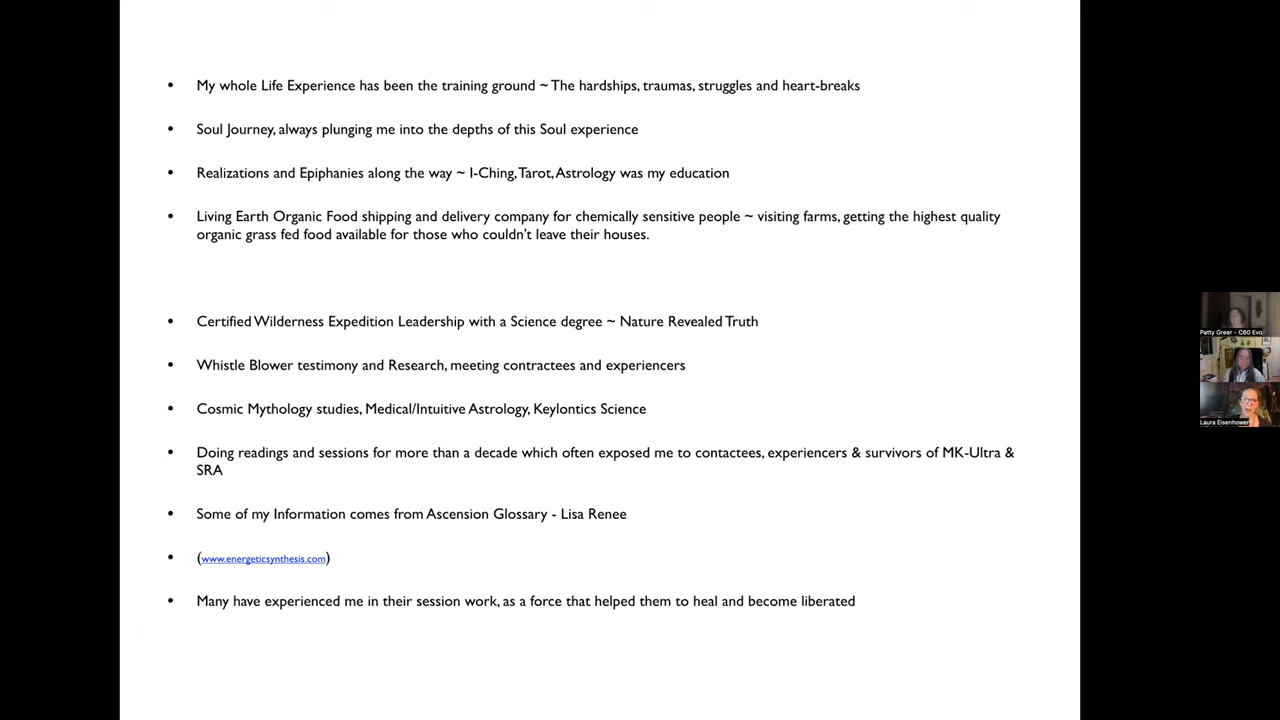 • My whole Life Experience has been the training ground ~ The hardships, traumas, struggles and heart-breaks
• Soul Journey, always plunging me into the depths of this Soul experience
• Realizations and Epiphanies along the way ~ I-Ching, Tarot, Astrology was my education
• Living Earth Organic Food shipping and delivery company for chemically sensitive people ~ visiting farms, getting the highest quality
organic grass fed food available for those who couldn't leave their houses.
• Certified Wilderness Expedition Leadership with a Science degree ~ Nature Revealed Truth
• Whistle Blower testimony and Research, meeting contractees and experiencers
• Cosmic Mythology studies, Medical/Intuitive Astrology, Keylontics Science
• Doing readings and sessions for more than a decade which often exposed me to contactees, experiencers & survivors of MK-Ultra &
SRA
• Some of my Information comes from Ascension Glossary - Lisa Renee
• (www.energeticsynthesis.com)
• Many have experienced me in their session work, as a force that helped them to heal and become liberated
Patty Greer - C60 Evo
Laura Eisenhower